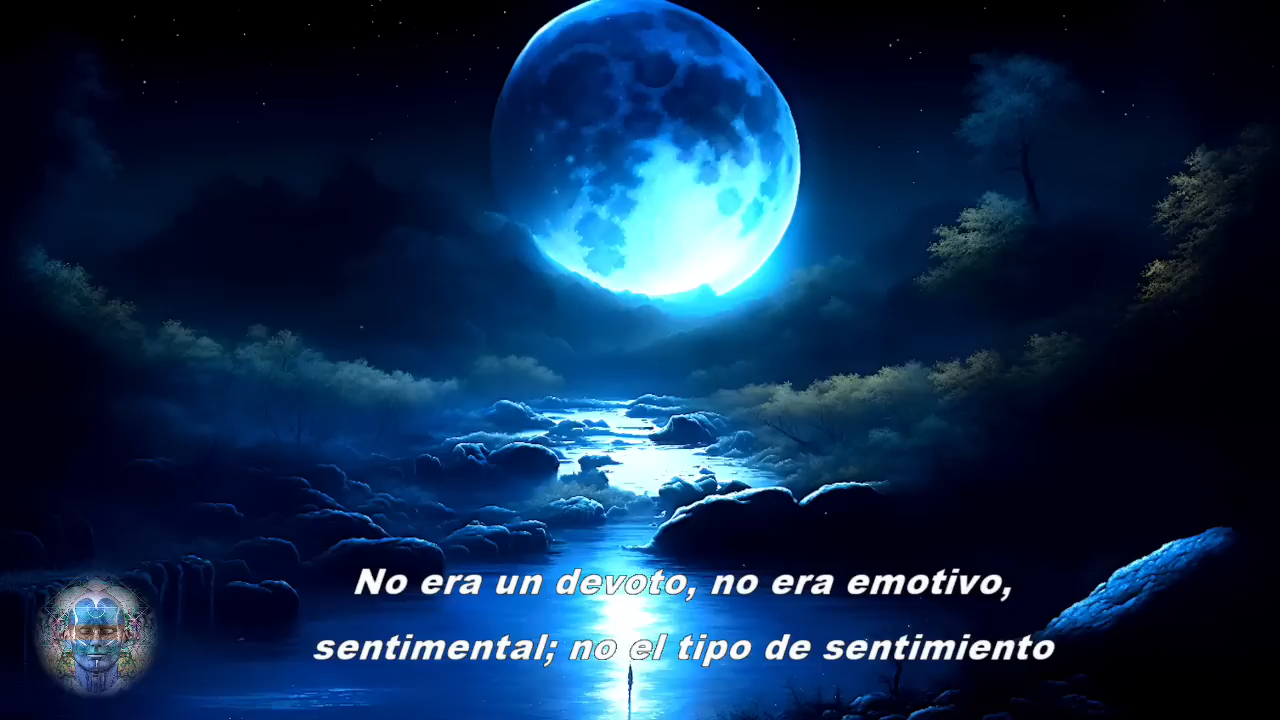 No era un devoto, no era emotivo,
sentimental; no el tipo de sentimiento